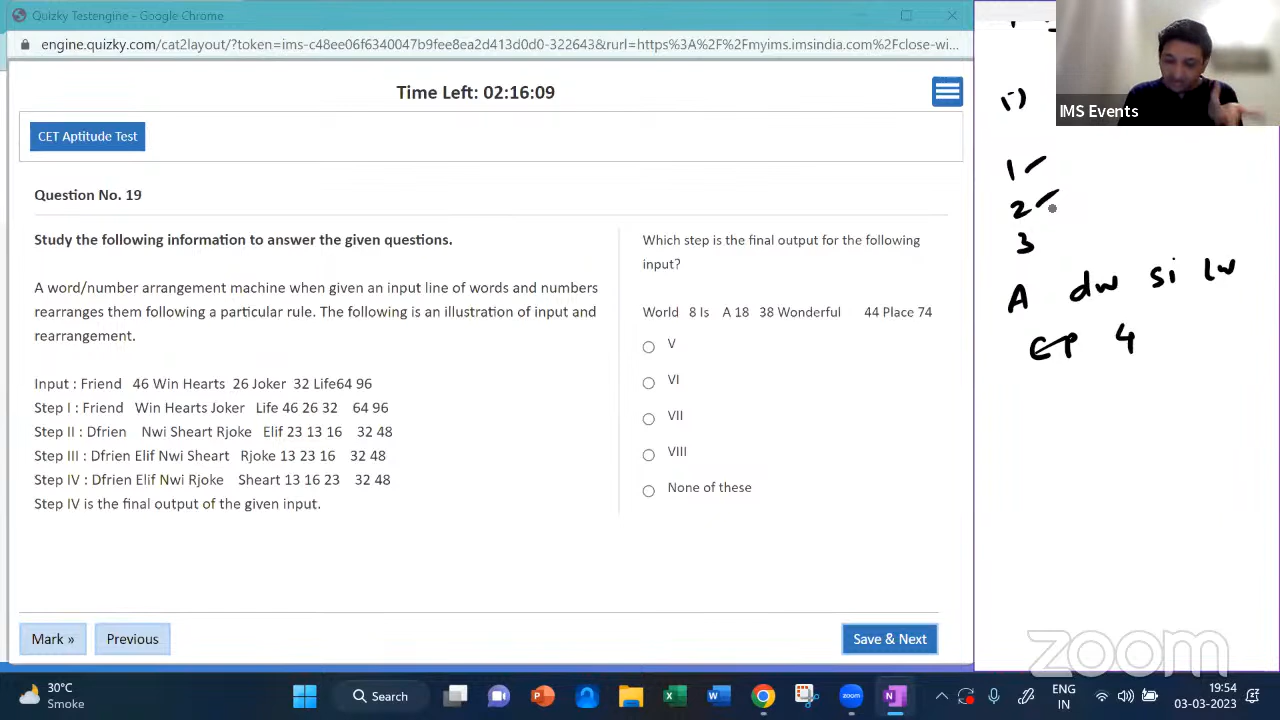 Quizky Testengine - Google Chrome
engine.quizky.com/cat2layout/?token=ims-c48ee06f6340047b9fee8ea2d413d0d0-322643&rurl=https%3A%2F%2Fmyims.imsindia.com%2Fclose-wi...
Time Left: 02:16:09
CET Aptitude Test
Question No. 19
Study the following information to answer the given questions.
A word/number arrangement machine when given an input line of words and numbers
rearranges them following a particular rule. The following is an illustration of input and
rearrangement.
Input : Friend 46 Win Hearts 26 Joker 32 Life64 96
Step I : Friend Win Hearts Joker Life 46 26 32 64 96
Step II : Dfrien Nwi Sheart Rjoke Elif 23 13 16 32 48
Step III : Dfrien Elif Nwi Sheart Rjoke 13 23 16 32 48
Step IV : Dfrien Elif Nwi Rjoke Sheart 13 16 23 32 48
Step IV is the final output of the given input.
Which step is the final output for the following
input?
World 8 Is A 18 38 Wonderful 44 Place 74
V
VI
VII
VIII
None of these
Mark »
Previous
Save & Next
IMS Events
1
2
3
A dw si lw
EP 4
zoom
30°C
Smoke
Search
ENG
IN
19:54
03-03-2023